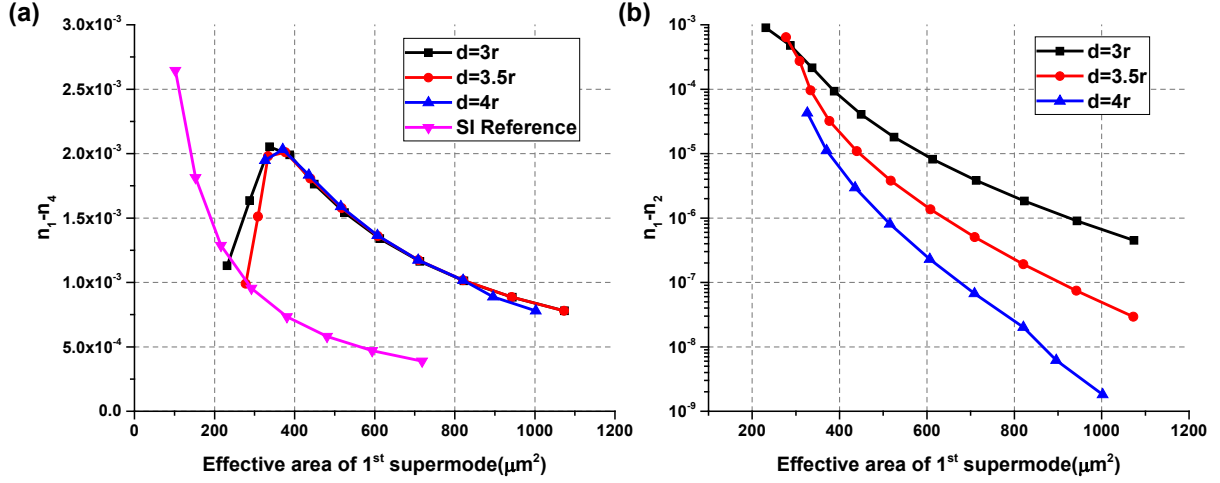 (a)
3.0x10⁻³
2.5x10⁻³
2.0x10⁻³
1.5x10⁻³
1.0x10⁻³
5.0x10⁻⁴
0.0
0 200 400 600 800 1000 1200
n₁-n₄
Effective area of 1ˢᵗ supermode(μm²)
d=3r
d=3.5r
d=4r
SI Reference
(b)
10⁻³
10⁻⁴
10⁻⁵
10⁻⁶
10⁻⁷
10⁻⁸
10⁻⁹
200 400 600 800 1000 1200
n₁-n₂
Effective area of 1ˢᵗ supermode(μm²)
d=3r
d=3.5r
d=4r